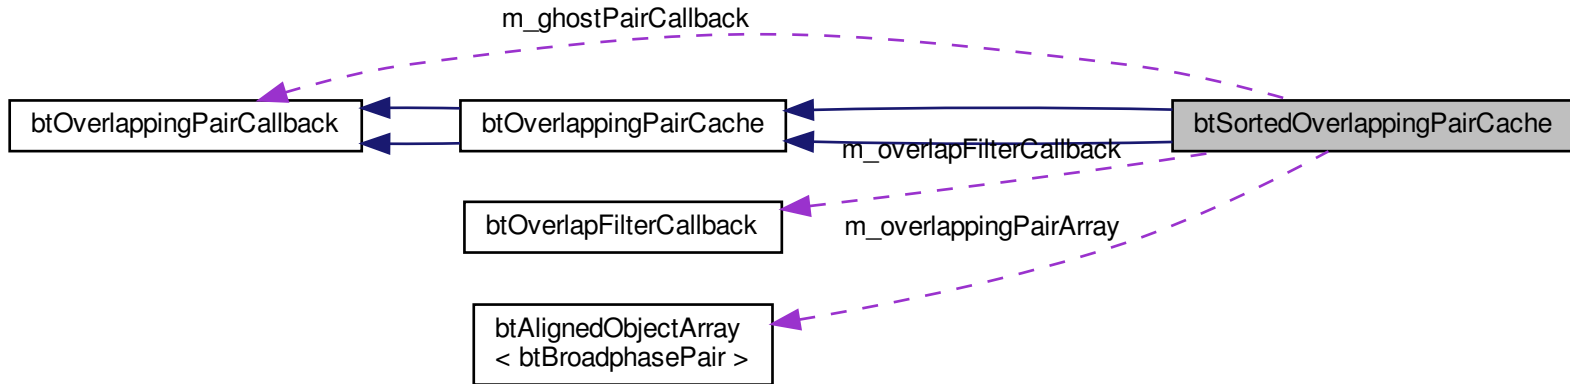 m_ghostPairCallback
btOverlappingPairCallback
btOverlappingPairCache
btSortedOverlappingPairCache
m_overlapFilterCallback
btOverlapFilterCallback
m_overlappingPairArray
btAlignedObjectArray
< btBroadphasePair >